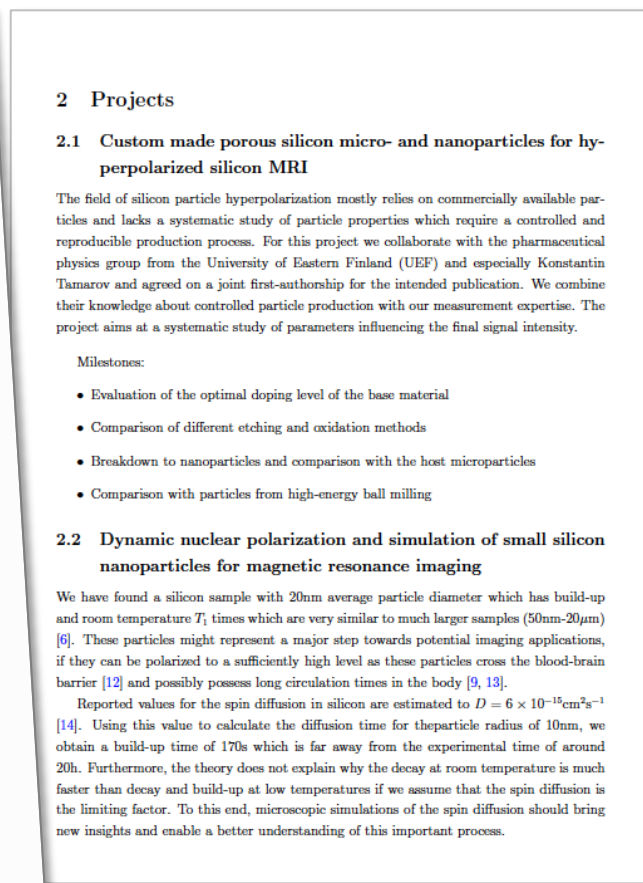 2 Projects
2.1 Custom made porous silicon micro- and nanoparticles for hy-
perpolarized silicon MRI
The field of silicon particle hyperpolarization mostly relies on commercially available par-
ticles and lacks a systematic study of particle properties which require a controlled and
reproducible production process. For this project we collaborate with the pharmaceutical
physics group from the University of Eastern Finland (UEF) and especially Konstantin
Tamarov and agreed on a joint first-authorship for the intended publication. We combine
their knowledge about controlled particle production with our measurement expertise. The
project aims at a systematic study of parameters influencing the final signal intensity.
Milestones:
• Evaluation of the optimal doping level of the base material
• Comparison of different etching and oxidation methods
• Breakdown to nanoparticles and comparison with the host microparticles
• Comparison with particles from high-energy ball milling
2.2 Dynamic nuclear polarization and simulation of small silicon
nanoparticles for magnetic resonance imaging
We have found a silicon sample with 20nm average particle diameter which has build-up
and room temperature T₁ times which are very similar to much larger samples (50nm-20μm)
[6]. These particles might represent a major step towards potential imaging applications,
if they can be polarized to a sufficiently high level as these particles cross the blood-brain
barrier [12] and possibly possess long circulation times in the body [9, 13].
Reported values for the spin diffusion in silicon are estimated to D = 6 × 10⁻¹⁵cm²s⁻¹
[14]. Using this value to calculate the diffusion time for theparticle radius of 10nm, we
obtain a build-up time of 170s which is far away from the experimental time of around
20h. Furthermore, the theory does not explain why the decay at room temperature is much
faster than decay and build-up at low temperatures if we assume that the spin diffusion is
the limiting factor. To this end, microscopic simulations of the spin diffusion should bring
new insights and enable a better understanding of this important process.